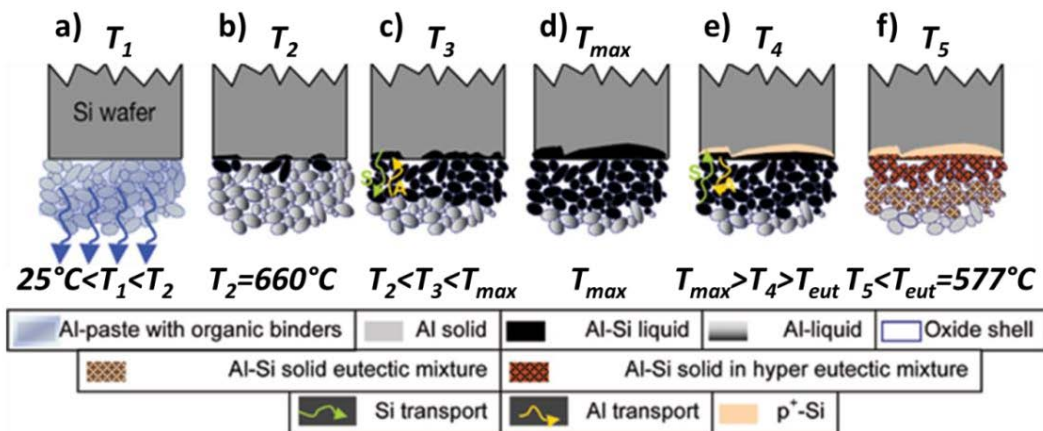 a) b) c) d) e) f)
T1 T2 T3 Tmax T4 T5
Si wafer
S A S A
25°C<T1<T2 T2=660°C T2<T3<Tmax Tmax Tmax>T4>Teut T5<Teut=577°C
Al-paste with organic binders Al solid Al-Si liquid Al-liquid Oxide shell
Al-Si solid eutectic mixture Al-Si solid in hyper eutectic mixture
Si transport Al transport p+-Si